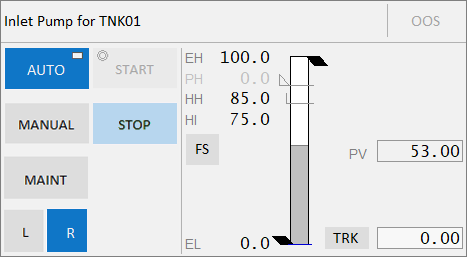 Inlet Pump for TNK01 OOS
AUTO START
MANUAL STOP
MAINT
L R
EH 100.0
PH 0.0
HH 85.0
HI 75.0
FS
PV 53.00
EL 0.0
TRK 0.00